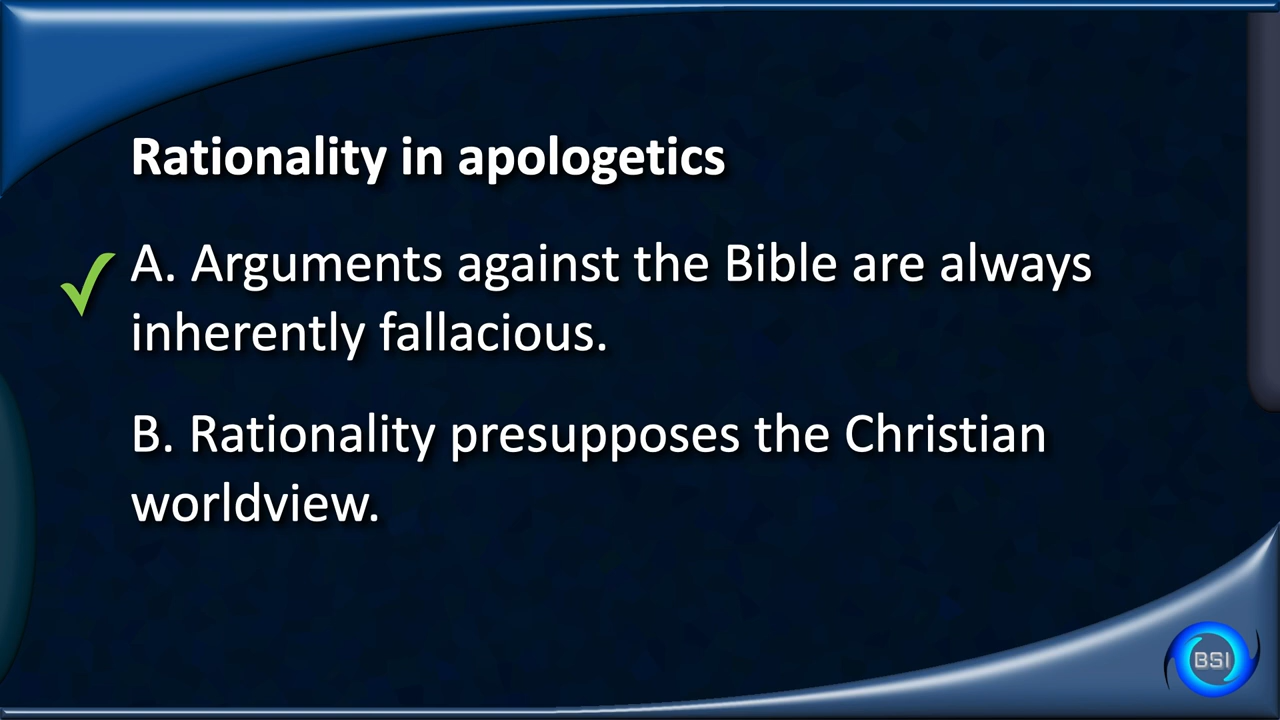 Rationality in apologetics
A. Arguments against the Bible are always
inherently fallacious.
B. Rationality presupposes the Christian
worldview.
BSI